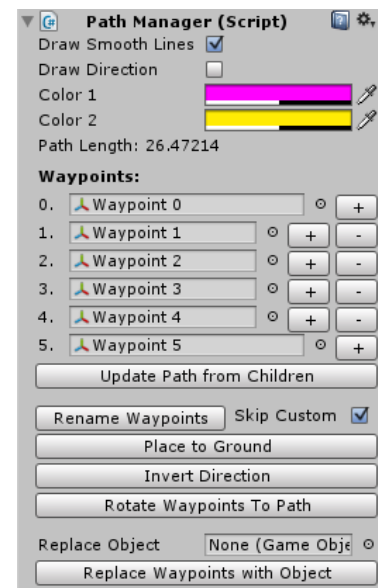 Path Manager (Script)
Draw Smooth Lines
Draw Direction
Color 1
Color 2
Path Length: 26.47214
Waypoints:
0. Waypoint 0 +
1. Waypoint 1 + -
2. Waypoint 2 + -
3. Waypoint 3 + -
4. Waypoint 4 + -
5. Waypoint 5 +
Update Path from Children
Rename Waypoints Skip Custom
Place to Ground
Invert Direction
Rotate Waypoints To Path
Replace Object None (Game Obje
Replace Waypoints with Object